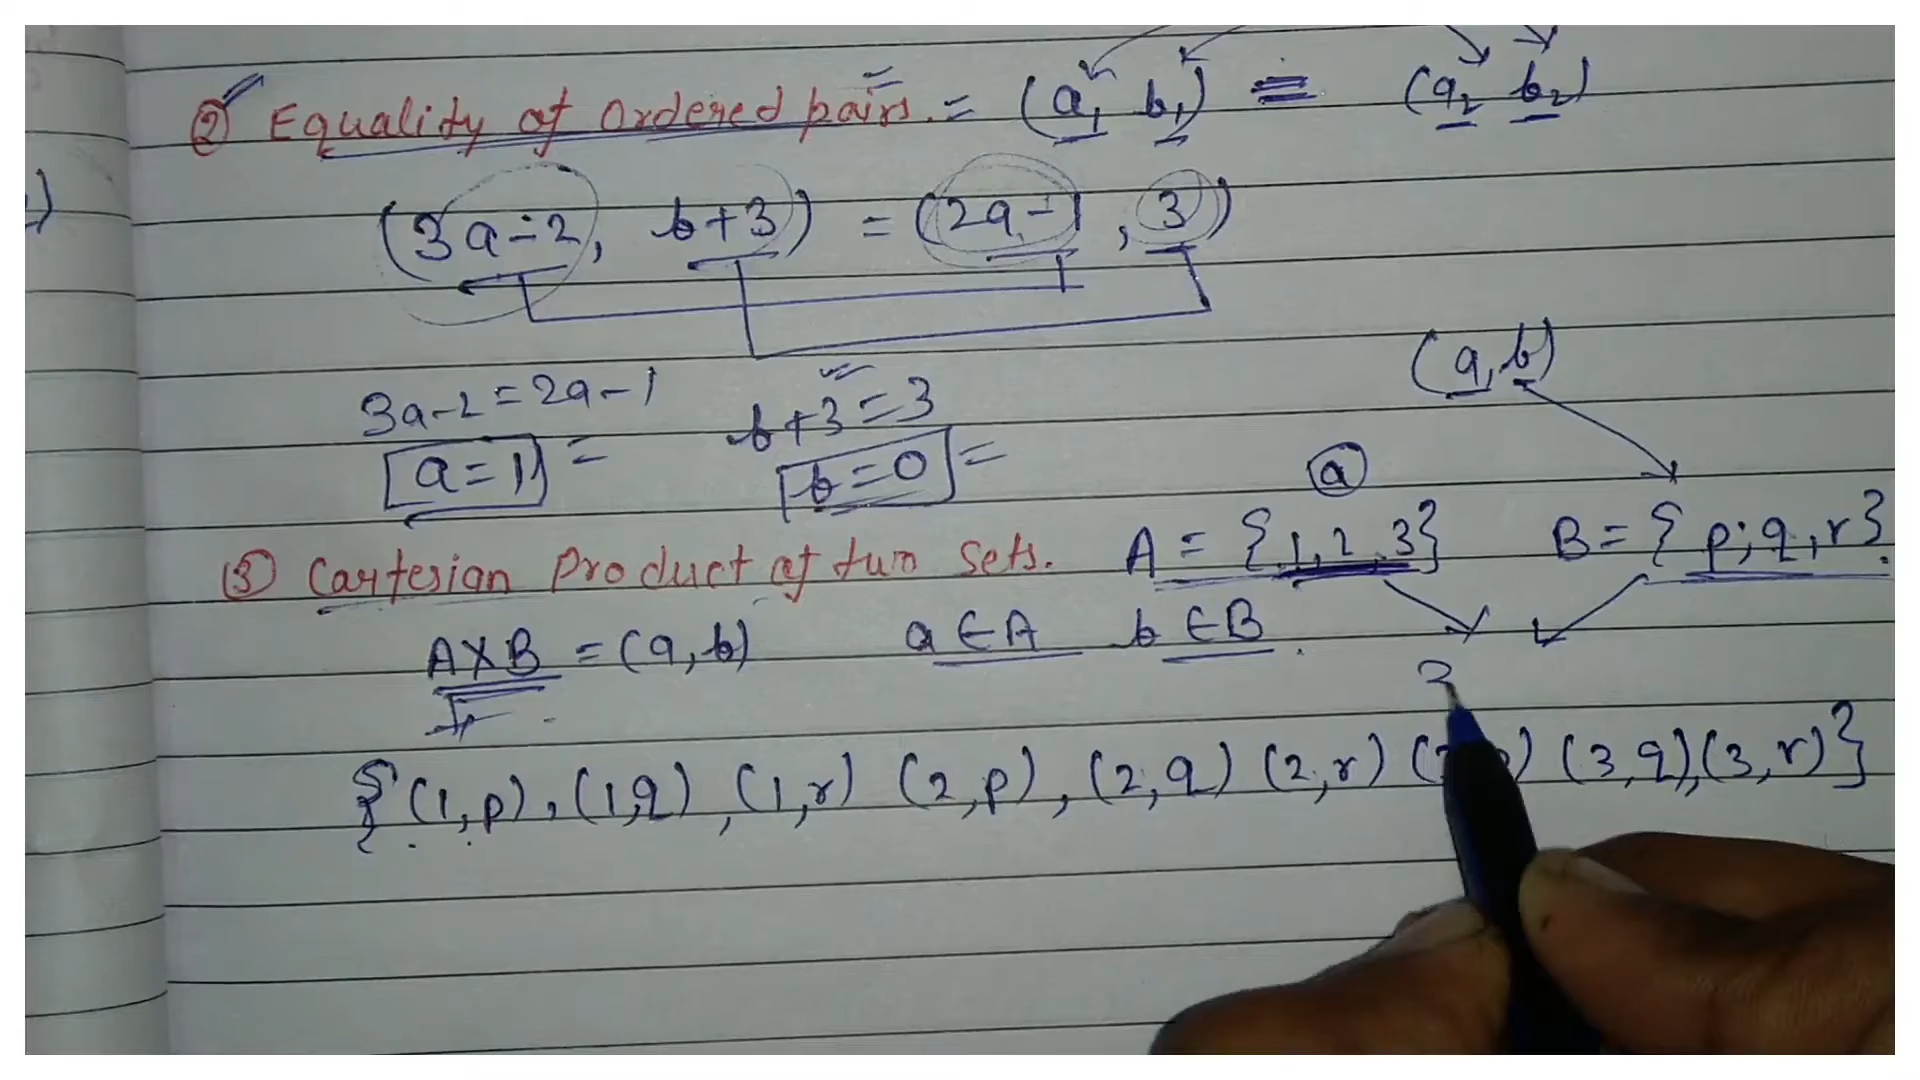 ② Equality of Ordered pairs. = (a₁ b₁) = (a₂ b₂)
(3a-2, b+3) = (2a-1, 3)
3a-2=2a-1 b+3=3
a=1 = b=0 =
(a,b)
a
③ Cartesian Product of two sets. A = {1,2,3} B = {p,q,r}.
A×B = (a,b) a∈A b∈B.
{(1,p), (1,q), (1,r) (2,p), (2,q) (2,r) (3,q),(3,r)}